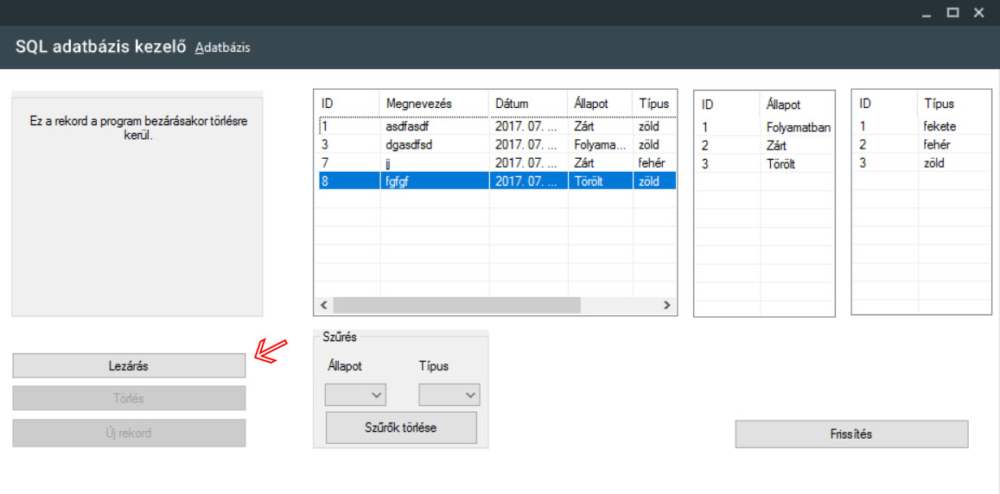 SQL adatbázis kezelő Adatbázis
Ez a rekord a program bezárásakor törlésre
kerül.
ID Megnevezés Dátum Állapot Típus
1 asdfasdf 2017. 07. ... Zárt zöld
3 dgasdfsd 2017. 07. ... Folyama... zöld
7 jj 2017. 07. ... Zárt fehér
8 fgfgf 2017. 07. ... Törölt zöld
ID Állapot
1 Folyamatban
2 Zárt
3 Törölt
ID Típus
1 fekete
2 fehér
3 zöld
Lezárás
Törlés
Új rekord
Szűrés
Állapot Típus
Szűrők törlése
Frissítés